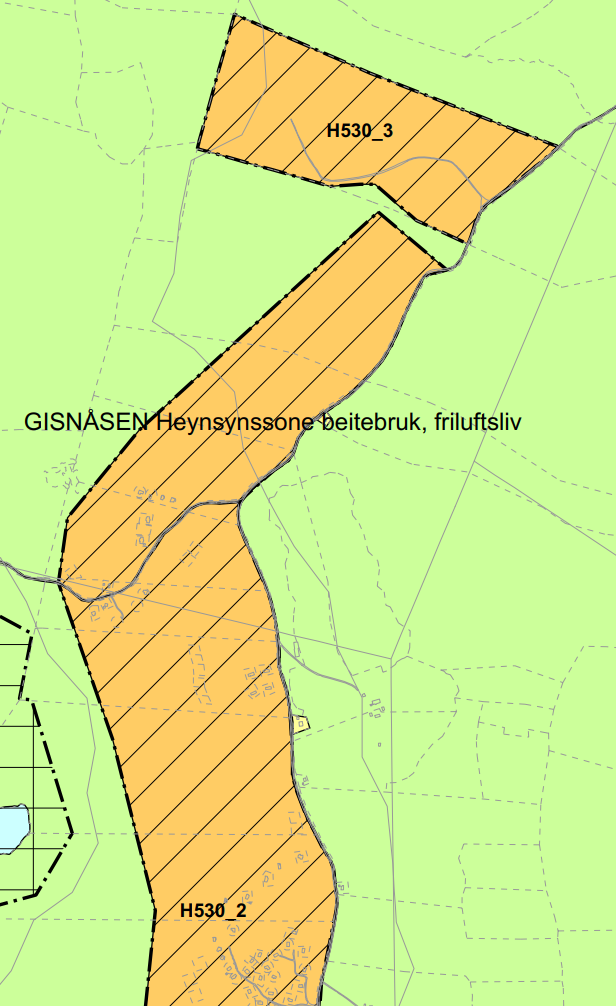 H530_3
GISNÅSEN Heynsynssone beitebruk, friluftsliv
H530_2